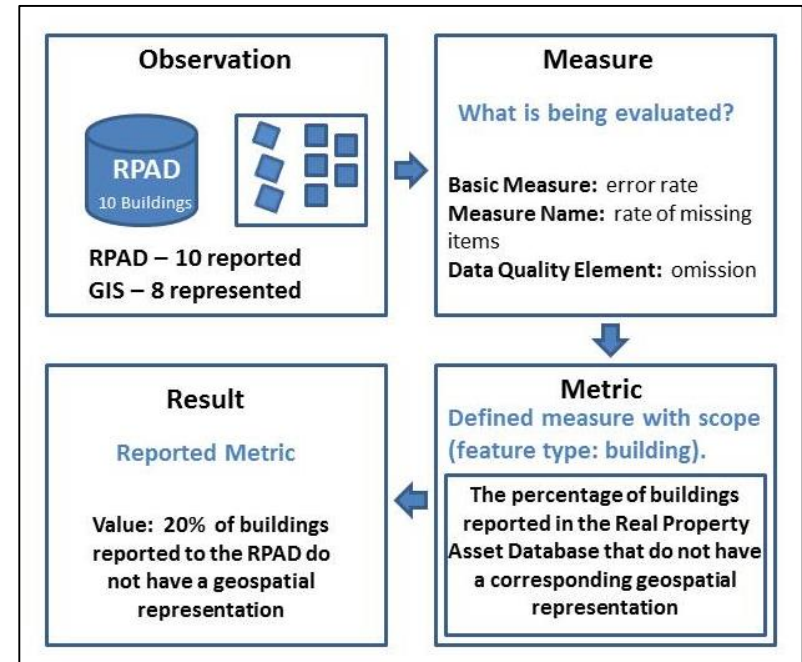 Observation
RPAD
10 Buildings
RPAD – 10 reported
GIS – 8 represented
Measure
What is being evaluated?
Basic Measure: error rate
Measure Name: rate of missing
items
Data Quality Element: omission
Metric
Defined measure with scope
(feature type: building).
The percentage of buildings
reported in the Real Property
Asset Database that do not have
a corresponding geospatial
representation
Result
Reported Metric
Value: 20% of buildings
reported to the RPAD do
not have a geospatial
representation